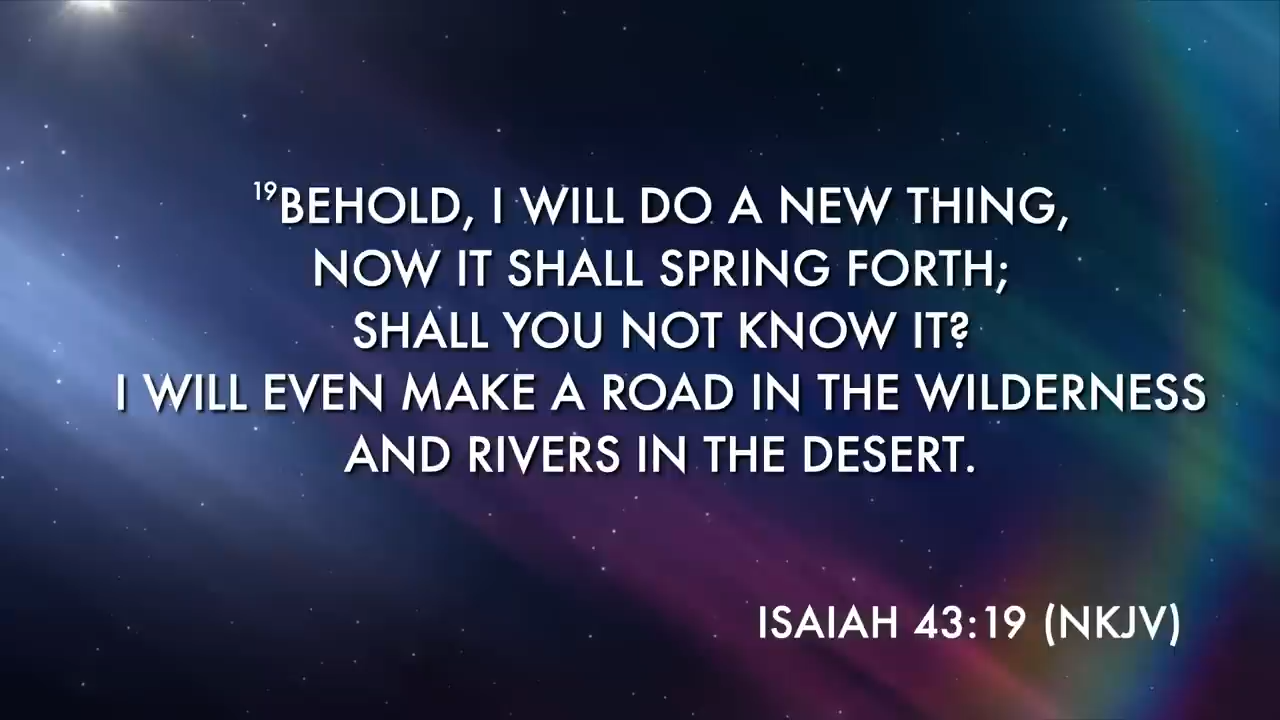 ¹⁹BEHOLD, I WILL DO A NEW THING,
NOW IT SHALL SPRING FORTH;
SHALL YOU NOT KNOW IT?
I WILL EVEN MAKE A ROAD IN THE WILDERNESS
AND RIVERS IN THE DESERT.
ISAIAH 43:19 (NKJV)